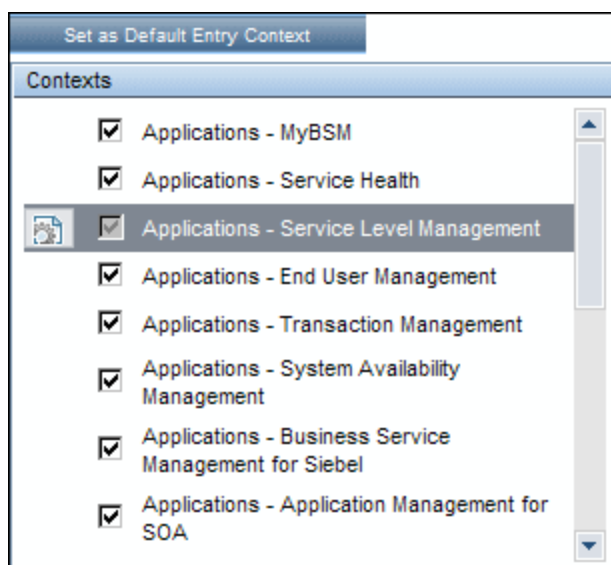 Set as Default Entry Context
Contexts
Applications - MyBSM
Applications - Service Health
Applications - Service Level Management
Applications - End User Management
Applications - Transaction Management
Applications - System Availability
Management
Applications - Business Service
Management for Siebel
Applications - Application Management for
SOA